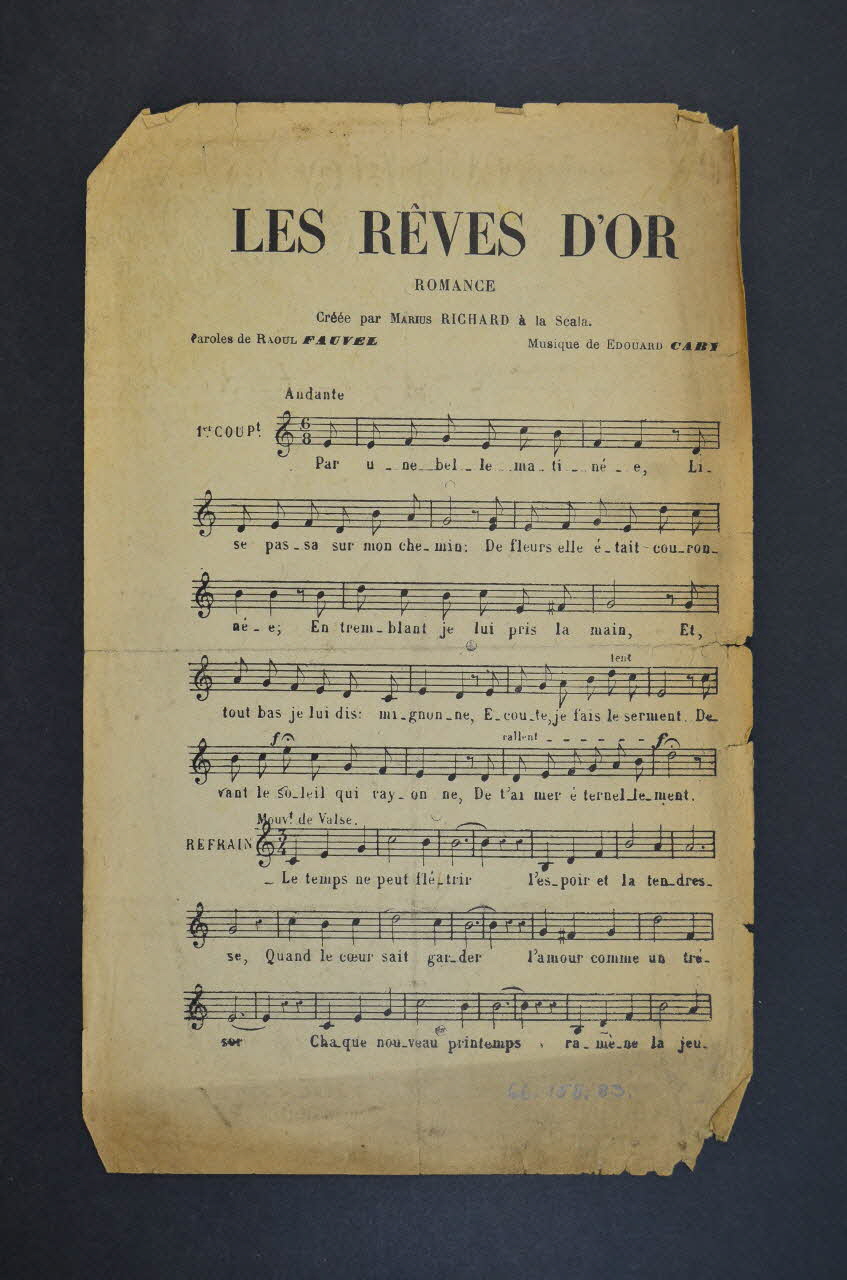 LES RÊVES D'OR
ROMANCE
Créée par MARIUS RICHARD à la Scala.
Paroles de RAOUL FAUVEL
Musique de EDOUARD CABY
Andante
1er COUPt.
Par u_ne_bel_le_ma_ti_né_e, Li_
se pas_sa sur mon che_min: De fleurs elle é_tait cou_ron_
né_e; En trem_blant je lui pris la main, Et,
tent
tout bas je lui dis: mi_gnon_ne, E_cou_te, je fais le serment. De_
f rallent f
vant le so_leil qui ray_on ne, De t'ai mer é ternel_le_ment.
Mouvt. de Valse.
REFRAIN
_ Le temps ne peut flé_trir l'es_poir et la ten_dres_
se, Quand le cœur sait gar_der l'amour comme un tré_
sor Cha_que nou_veau printemps ra_mè_ne la jeu_